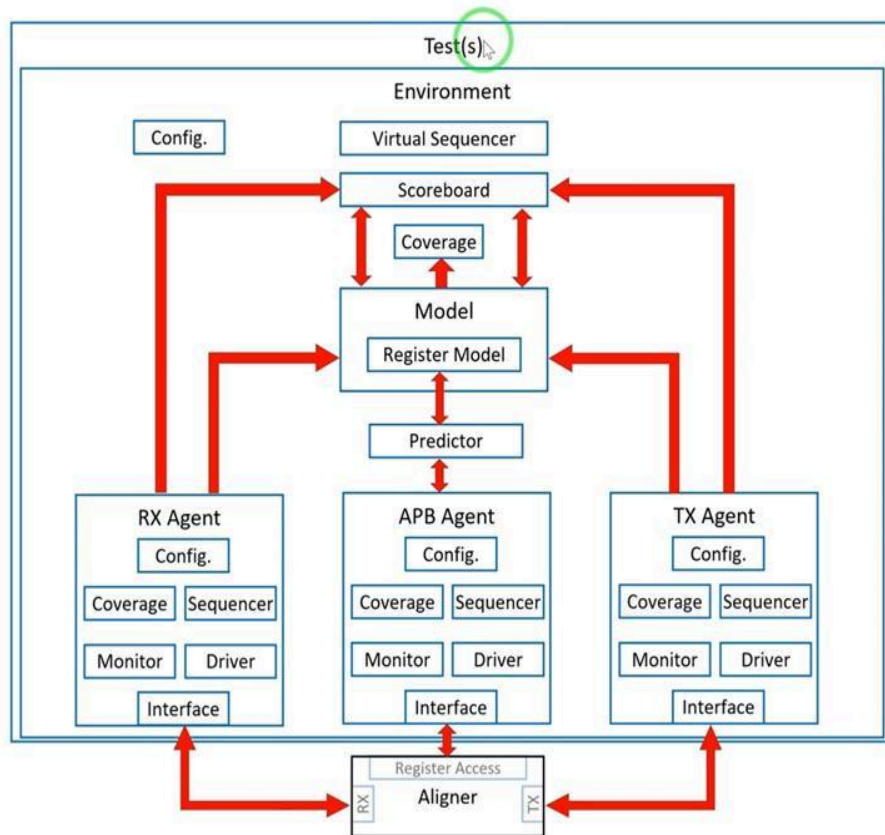 Test(s)
Environment
Config.
Virtual Sequencer
Scoreboard
Coverage
Model
Register Model
Predictor
RX Agent
Config.
Coverage
Sequencer
Monitor
Driver
Interface
APB Agent
Config.
Coverage
Sequencer
Monitor
Driver
Interface
TX Agent
Config.
Coverage
Sequencer
Monitor
Driver
Interface
Register Access
RX
Aligner
TX